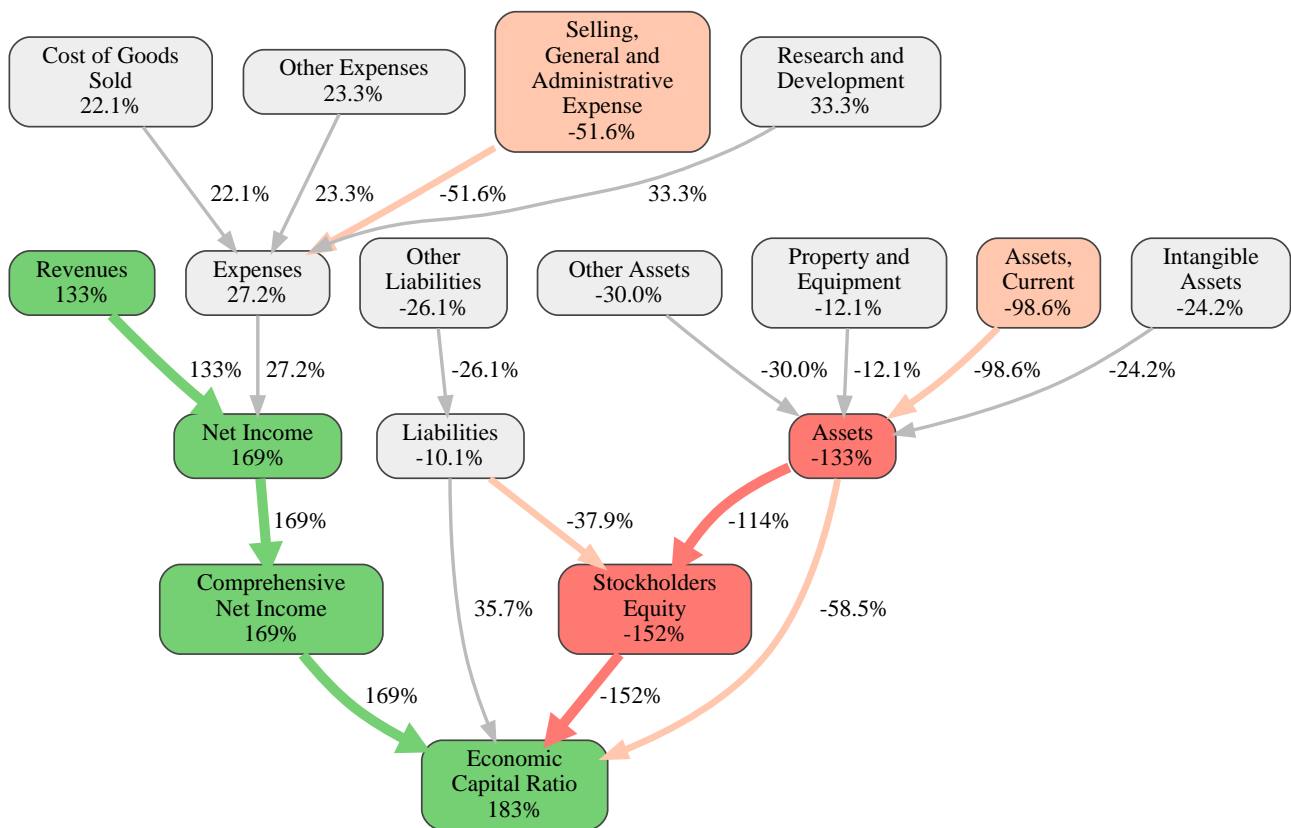 Cost of Goods
Sold
22.1%
Other Expenses
23.3%
Selling,
General and
Administrative
Expense
-51.6%
Research and
Development
33.3%
22.1%
23.3%
-51.6%
33.3%
Revenues
133%
Expenses
27.2%
Other
Liabilities
-26.1%
Other Assets
-30.0%
Property and
Equipment
-12.1%
Assets,
Current
-98.6%
Intangible
Assets
-24.2%
133%
27.2%
-26.1%
-30.0%
-12.1%
-98.6%
-24.2%
Net Income
169%
Liabilities
-10.1%
Assets
-133%
169%
-37.9%
-114%
Comprehensive
Net Income
169%
35.7%
Stockholders
Equity
-152%
-58.5%
169%
-152%
Economic
Capital Ratio
183%